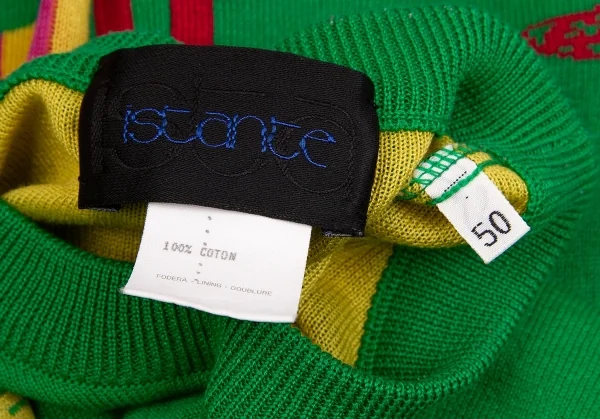 istante
100% COTON
FODERA - LINING - DOUBLURE
50